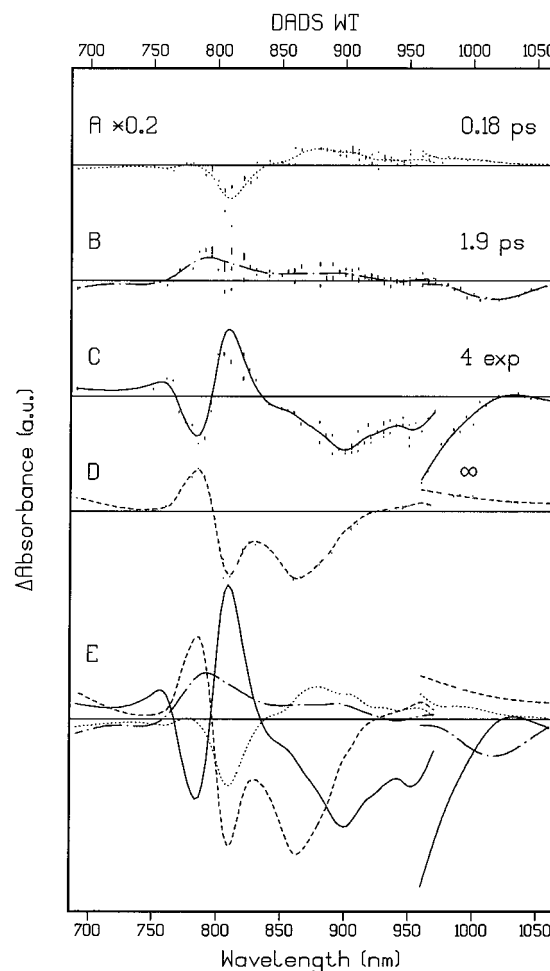 DADS WT
700 750 800 850 900 950 1000 1050
A *0.2 0.18 ps
B 1.9 ps
C 4 exp
D ∞
E
ΔAbsorbance (a.u.)
700 750 800 850 900 950 1000 1050
Wavelength (nm)